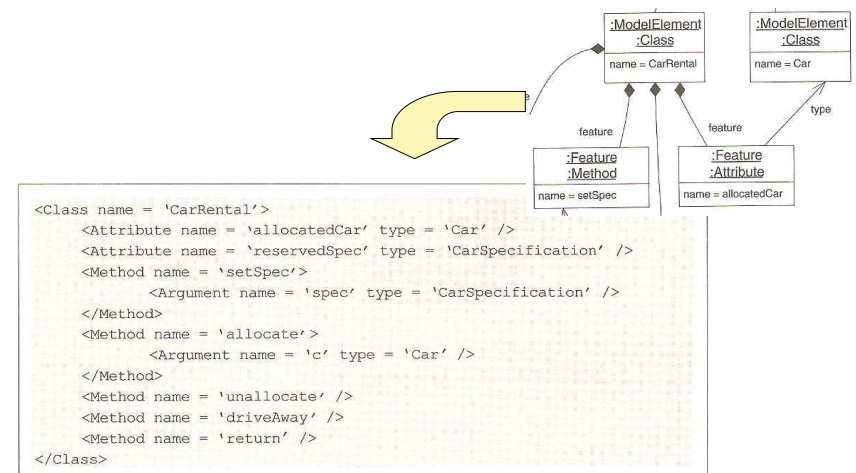 :ModelElement
:Class
name = CarRental
:ModelElement
:Class
name = Car
e
type
feature
feature
:Feature
:Method
name = setSpec
:Feature
:Attribute
name = allocatedCar
<Class name = ‘CarRental’>
<Attribute name = ‘allocatedCar’ type = ‘Car’ />
<Attribute name = ‘reservedSpec’ type = ‘CarSpecification’ />
<Method name = ‘setSpec’>
<Argument name = ‘spec’ type = ‘CarSpecification’ />
</Method>
<Method name = ‘allocate’>
<Argument name = ‘c’ type = ‘Car’ />
</Method>
<Method name = ‘unallocate’ />
<Method name = ‘driveAway’ />
<Method name = ‘return’ />
</Class>